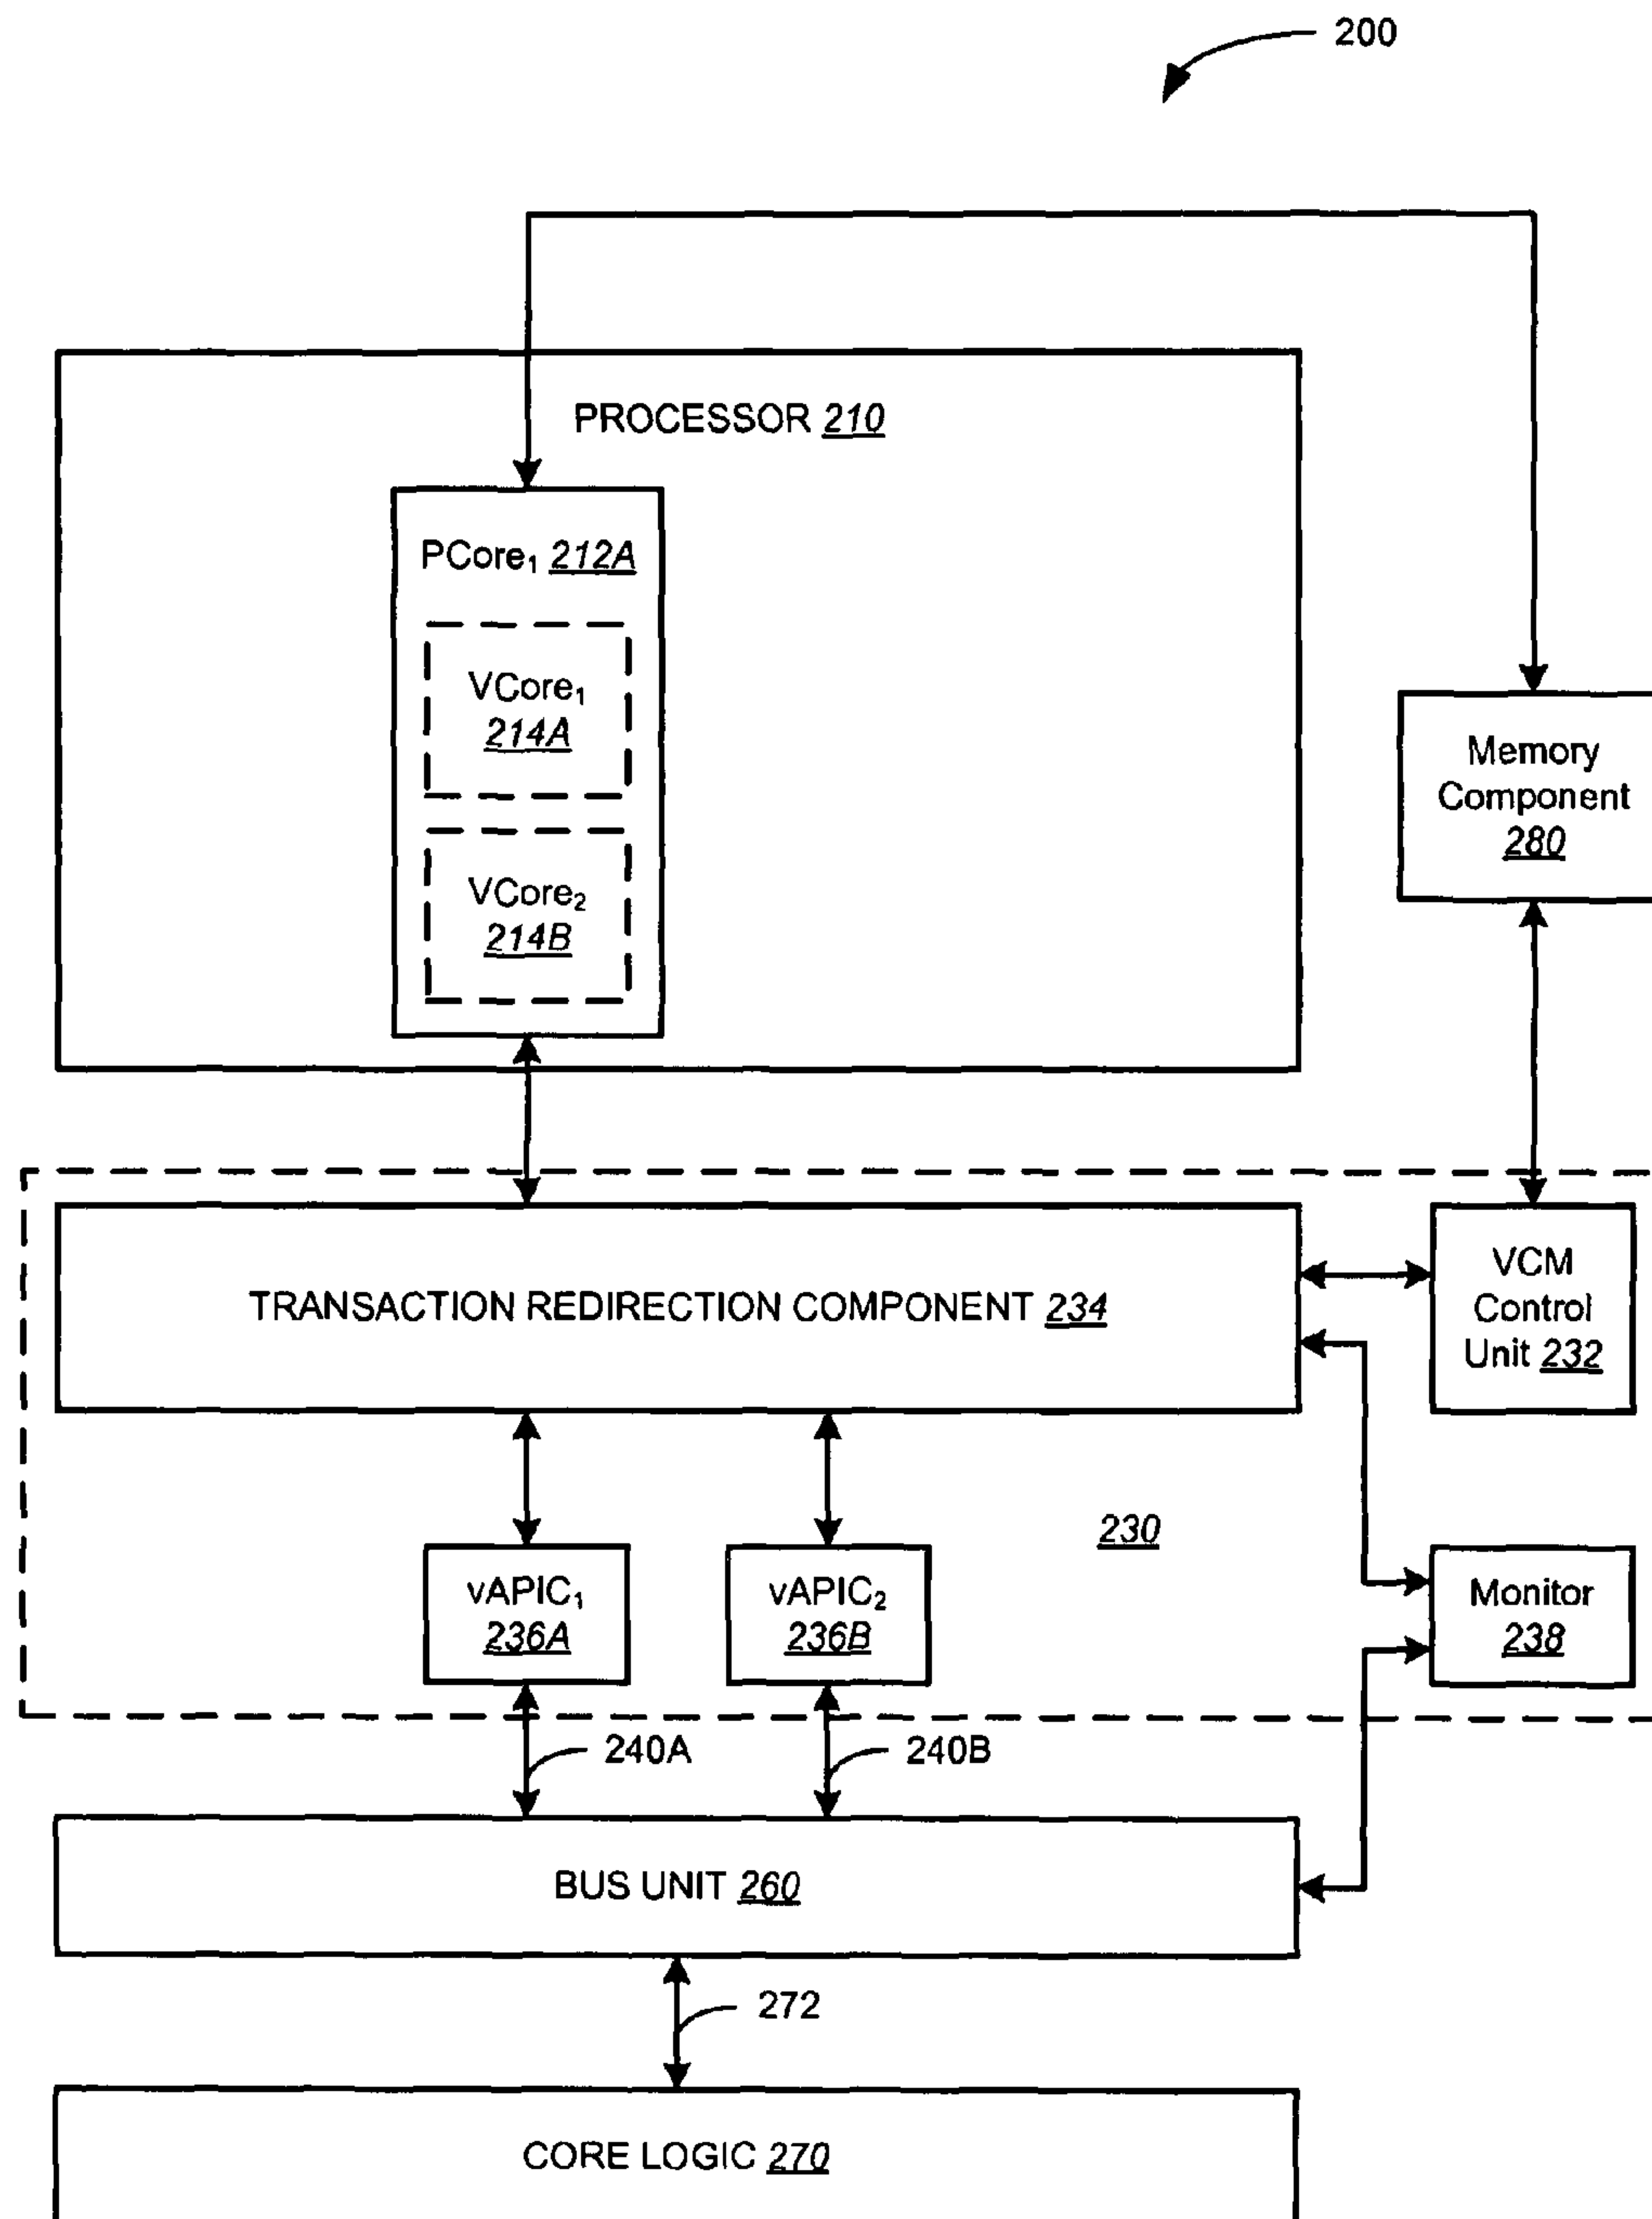 200
PROCESSOR 210
PCore₁ 212A
VCore₁
214A
VCore₂
214B
Memory
Component
280
TRANSACTION REDIRECTION COMPONENT 234
VCM
Control
Unit 232
230
vAPIC₁
236A
vAPIC₂
236B
Monitor
238
240A
240B
BUS UNIT 260
272
CORE LOGIC 270